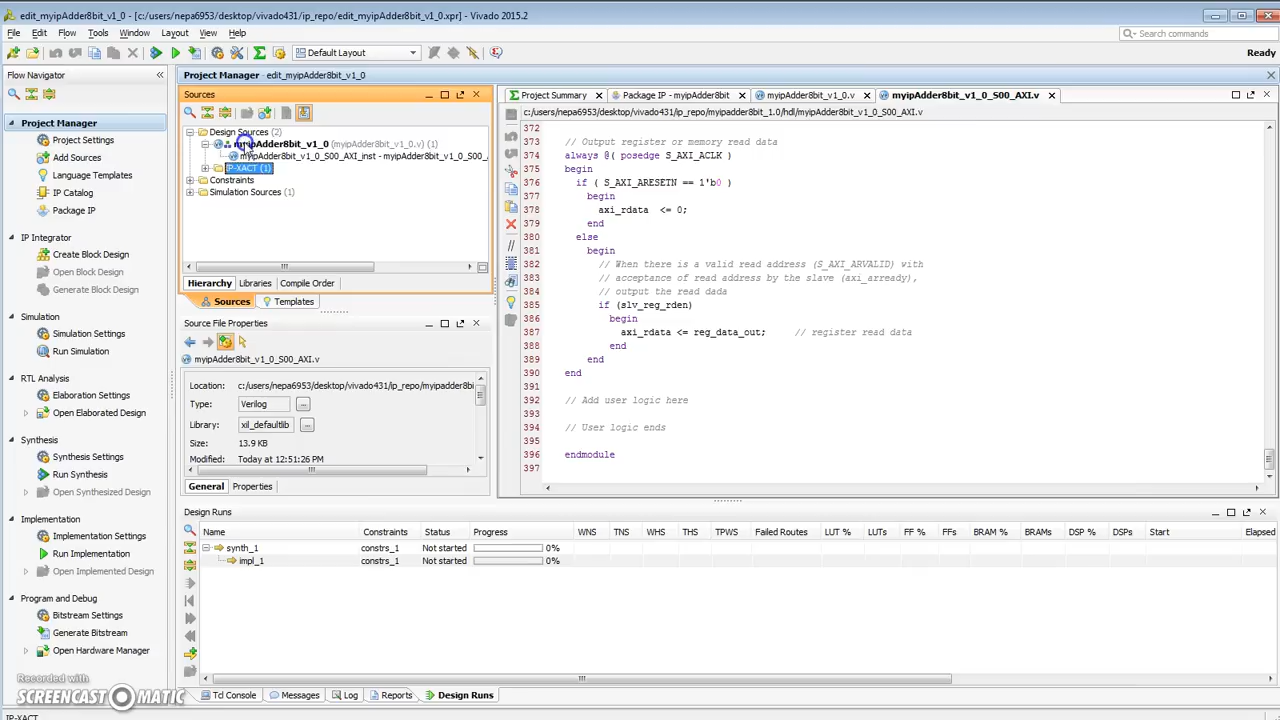 edit_myipAdder8bit_v1_0 - [c:/users/nepa6953/desktop/vivado431/ip_repo/edit_myipAdder8bit_v1_0.xpr] - Vivado 2015.2
File Edit Flow Tools Window Layout View Help
Search commands
Default Layout
Ready
Flow Navigator
Project Manager - edit_myipAdder8bit_v1_0
Project Manager
Project Settings
Add Sources
Language Templates
IP Catalog
Package IP
IP Integrator
Create Block Design
Open Block Design
Generate Block Design
Simulation
Simulation Settings
Run Simulation
RTL Analysis
Elaboration Settings
Open Elaborated Design
Synthesis
Synthesis Settings
Run Synthesis
Open Synthesized Design
Implementation
Implementation Settings
Run Implementation
Open Implemented Design
Program and Debug
Bitstream Settings
Generate Bitstream
Open Hardware Manager
Recorded with
SCREENCAST MATIC
Sources
Design Sources (2)
myipAdder8bit_v1_0 (myipAdder8bit_v1_0.v) (1)
myipAdder8bit_v1_0_S00_AXI_inst - myipAdder8bit_v1_0_S00_
IP-XACT (1)
Constraints
Simulation Sources (1)
Hierarchy Libraries Compile Order
Sources Templates
Source File Properties
myipAdder8bit_v1_0_S00_AXI.v
Location: c:/users/nepa6953/desktop/vivado431/ip_repo/myipadder8bi
Type: Verilog
Library: xil_defaultlib
Size: 13.9 KB
Modified: Today at 12:51:26 PM
General Properties
Project Summary Package IP - myipAdder8bit myipAdder8bit_v1_0.v myipAdder8bit_v1_0_S00_AXI.v
c:/users/nepa6953/desktop/vivado431/ip_repo/myipadder8bit_1.0/hdl/myipAdder8bit_v1_0_S00_AXI.v
372
373 // Output register or memory read data
374 always @( posedge S_AXI_ACLK )
375 begin
376 if ( S_AXI_ARESETN == 1'b0 )
377 begin
378 axi_rdata <= 0;
379 end
380 else
381 begin
382 // When there is a valid read address (S_AXI_ARVALID) with
383 // acceptance of read address by the slave (axi_arready),
384 // output the read dada
385 if (slv_reg_rden)
386 begin
387 axi_rdata <= reg_data_out; // register read data
388 end
389 end
390 end
391
392 // Add user logic here
393
394 // User logic ends
395
396 endmodule
397
Design Runs
Name Constraints Status Progress WNS TNS WHS THS TPWS Failed Routes LUT % LUTs FF % FFs BRAM % BRAMs DSP % DSPs Start Elapsed
synth_1 constrs_1 Not started 0%
impl_1 constrs_1 Not started 0%
Tcl Console Messages Log Reports Design Runs
IP-XACT